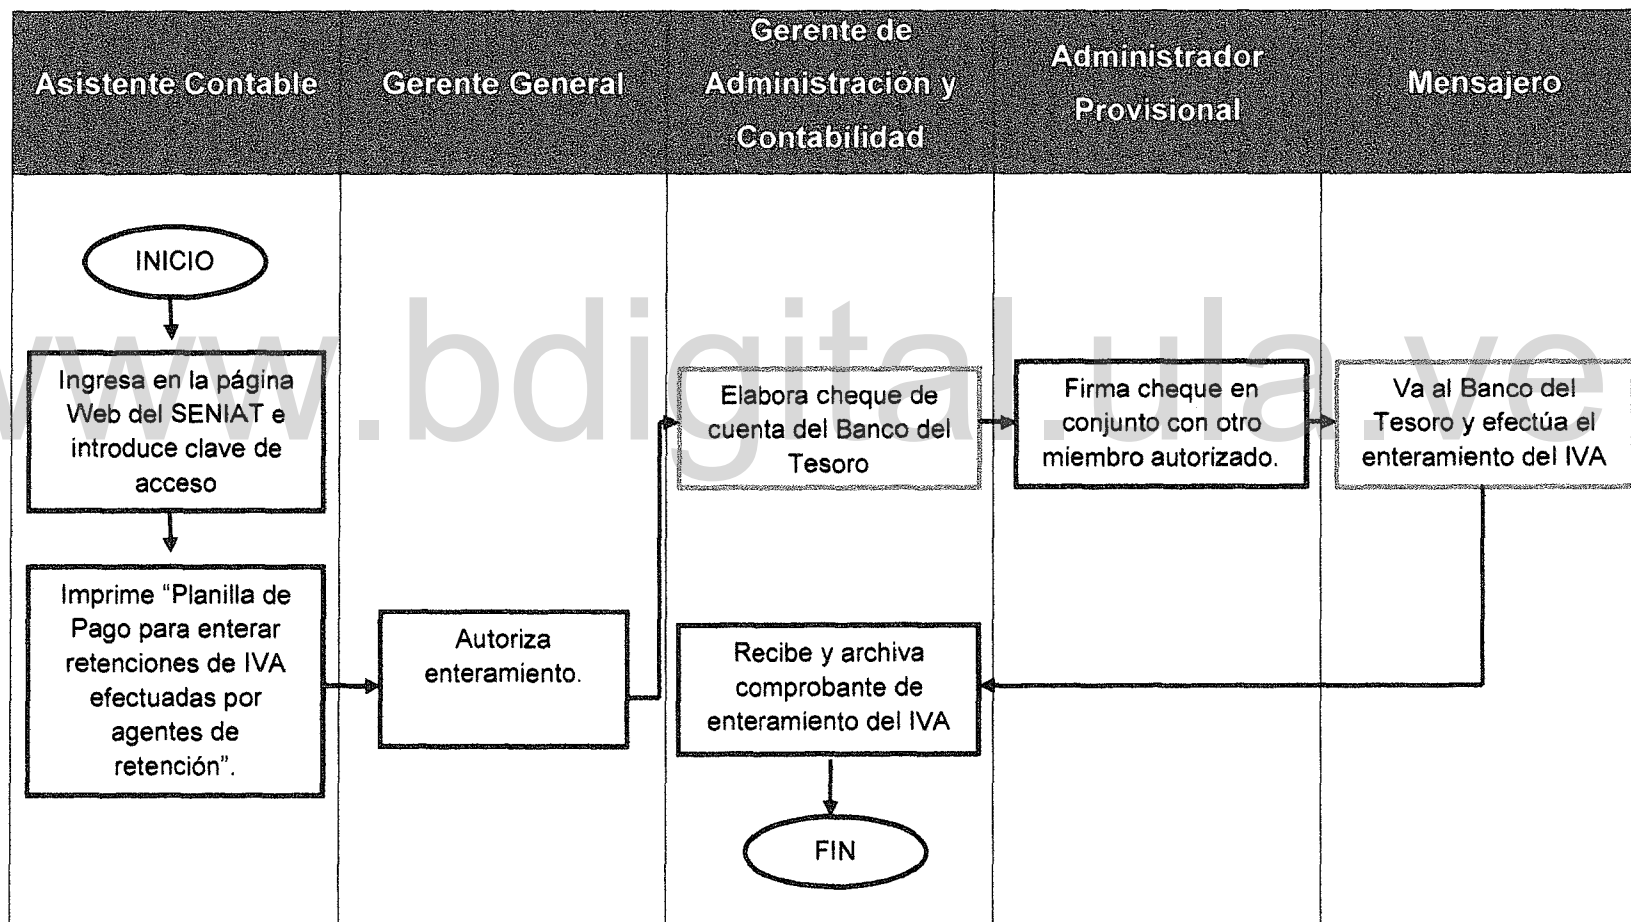 Asistente Contable
Gerente General
Gerente de
Administración y
Contabilidad
Administrador
Provisional
Mensajero
INICIO
Ingresa en la página
Web del SENIAT e
introduce clave de
acceso
Imprime “Planilla de
Pago para enterar
retenciones de IVA
efectuadas por
agentes de
retención”.
Autoriza
enteramiento.
Elabora cheque de
cuenta del Banco del
Tesoro
Firma cheque en
conjunto con otro
miembro autorizado.
Va al Banco del
Tesoro y efectúa el
enteramiento del IVA
Recibe y archiva
comprobante de
enteramiento del IVA
FIN
www.bdigital.ula.ve